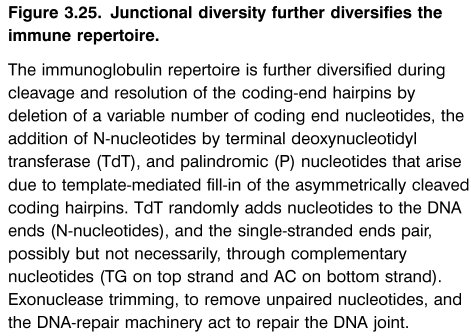 Figure 3.25. Junctional diversity further diversifies the
immune repertoire.
The immunoglobulin repertoire is further diversified during
cleavage and resolution of the coding-end hairpins by
deletion of a variable number of coding end nucleotides, the
addition of N-nucleotides by terminal deoxynucleotidyl
transferase (TdT), and palindromic (P) nucleotides that arise
due to template-mediated fill-in of the asymmetrically cleaved
coding hairpins. TdT randomly adds nucleotides to the DNA
ends (N-nucleotides), and the single-stranded ends pair,
possibly but not necessarily, through complementary
nucleotides (TG on top strand and AC on bottom strand).
Exonuclease trimming, to remove unpaired nucleotides, and
the DNA-repair machinery act to repair the DNA joint.